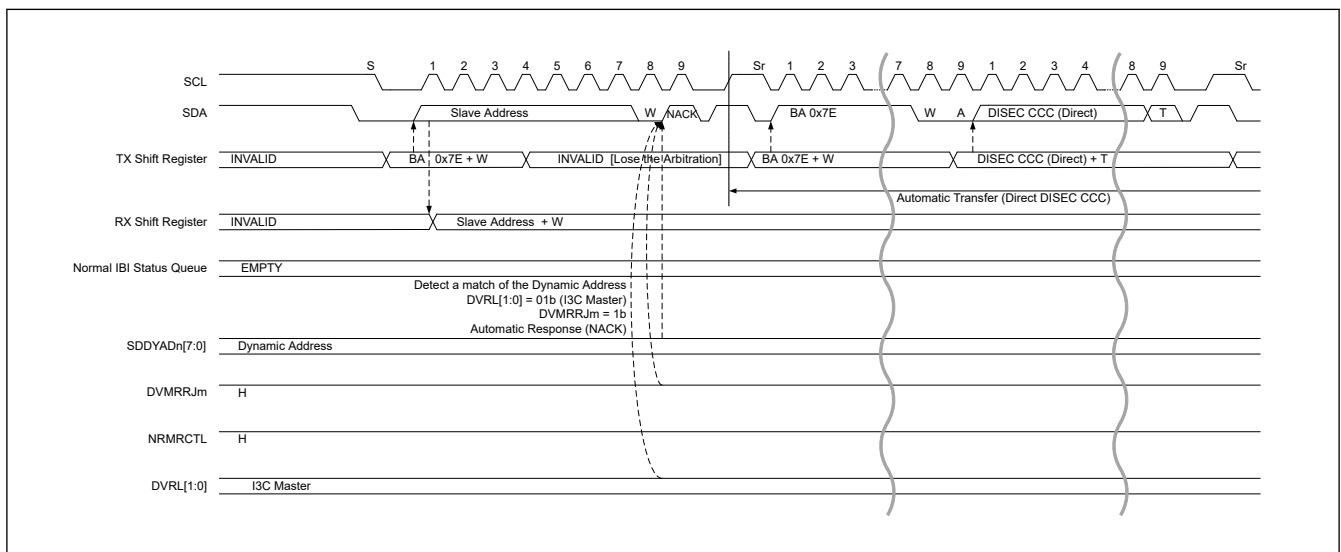 S 1 2 3 4 5 6 7 8 9 Sr 1 2 3 7 8 9 1 2 3 4 8 9 Sr
SCL
SDA Slave Address W NACK BA 0x7E W A DISEC CCC (Direct) T
TX Shift Register INVALID BA 0x7E + W INVALID [Lose the Arbitration] BA 0x7E + W DISEC CCC (Direct) + T
Automatic Transfer (Direct DISEC CCC)
RX Shift Register INVALID Slave Address + W
Normal IBI Status Queue EMPTY
Detect a match of the Dynamic Address
DVRL[1:0] = 01b (I3C Master)
DVMRRJm = 1b
Automatic Response (NACK)
SDDYADn[7:0] Dynamic Address
DVMRRJm H
NRMRCTL H
DVRL[1:0] I3C Master